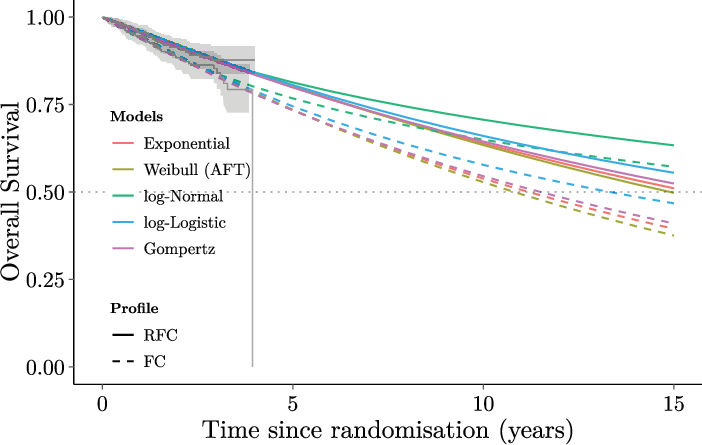 1.00
0.75
0.50
0.25
0.00
Overall Survival
Models
Exponential
Weibull (AFT)
log-Normal
log-Logistic
Gompertz
Profile
RFC
FC
0 5 10 15
Time since randomisation (years)